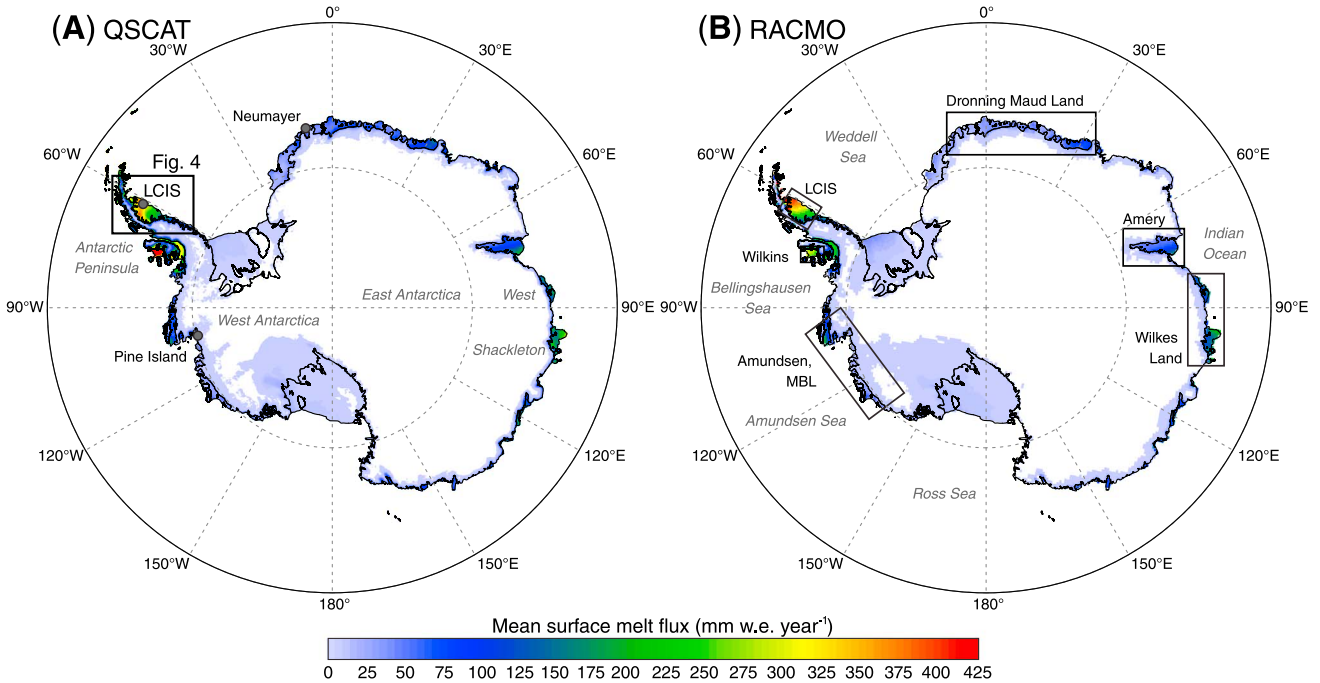 (A) QSCAT
0°
30°W
30°E
60°W
60°E
90°W
90°E
120°W
120°E
150°W
150°E
180°
Neumayer
Fig. 4
LCIS
Antarctic
Peninsula
East Antarctica
West
West Antarctica
Pine Island
Shackleton
(B) RACMO
0°
30°W
30°E
60°W
60°E
90°W
90°E
120°W
120°E
150°W
150°E
180°
Dronning Maud Land
Weddell
Sea
LCIS
Amery
Indian
Ocean
Wilkins
Bellingshausen
Sea
Wilkes
Land
Amundsen,
MBL
Amundsen Sea
Ross Sea
Mean surface melt flux (mm w.e. year-1)
0 25 50 75 100 125 150 175 200 225 250 275 300 325 350 375 400 425